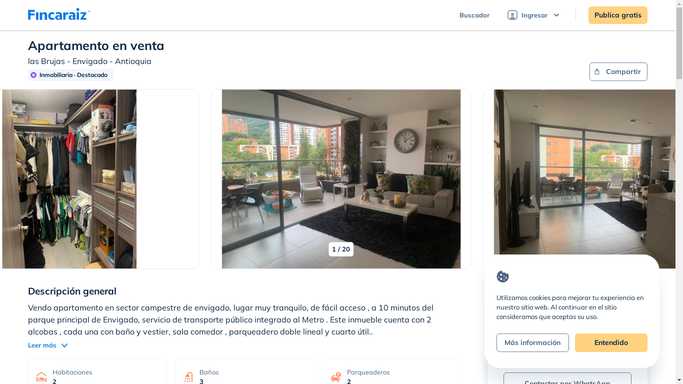 Fincaraiz
Buscador
Ingresar
Publica gratis
Apartamento en venta
las Brujas - Envigado - Antioquia
Inmobiliaria · Destacado
Compartir
1 / 20
Descripción general
Vendo apartamento en sector campestre de envigado, lugar muy tranquilo, de fácil acceso , a 10 minutos del
parque principal de Envigado, servicio de transporte público integrado al Metro . Este inmueble cuenta con 2
alcobas , cada una con baño y vestier, sala comedor , parqueadero doble lineal y cuarto útil..
Leer más
Habitaciones
2
Baños
3
Parqueaderos
2
Utilizamos cookies para mejorar tu experiencia en
nuestro sitio web. Al continuar en el sitio
consideramos que aceptas su uso.
Más información
Entendido
Contactar por WhatsApp